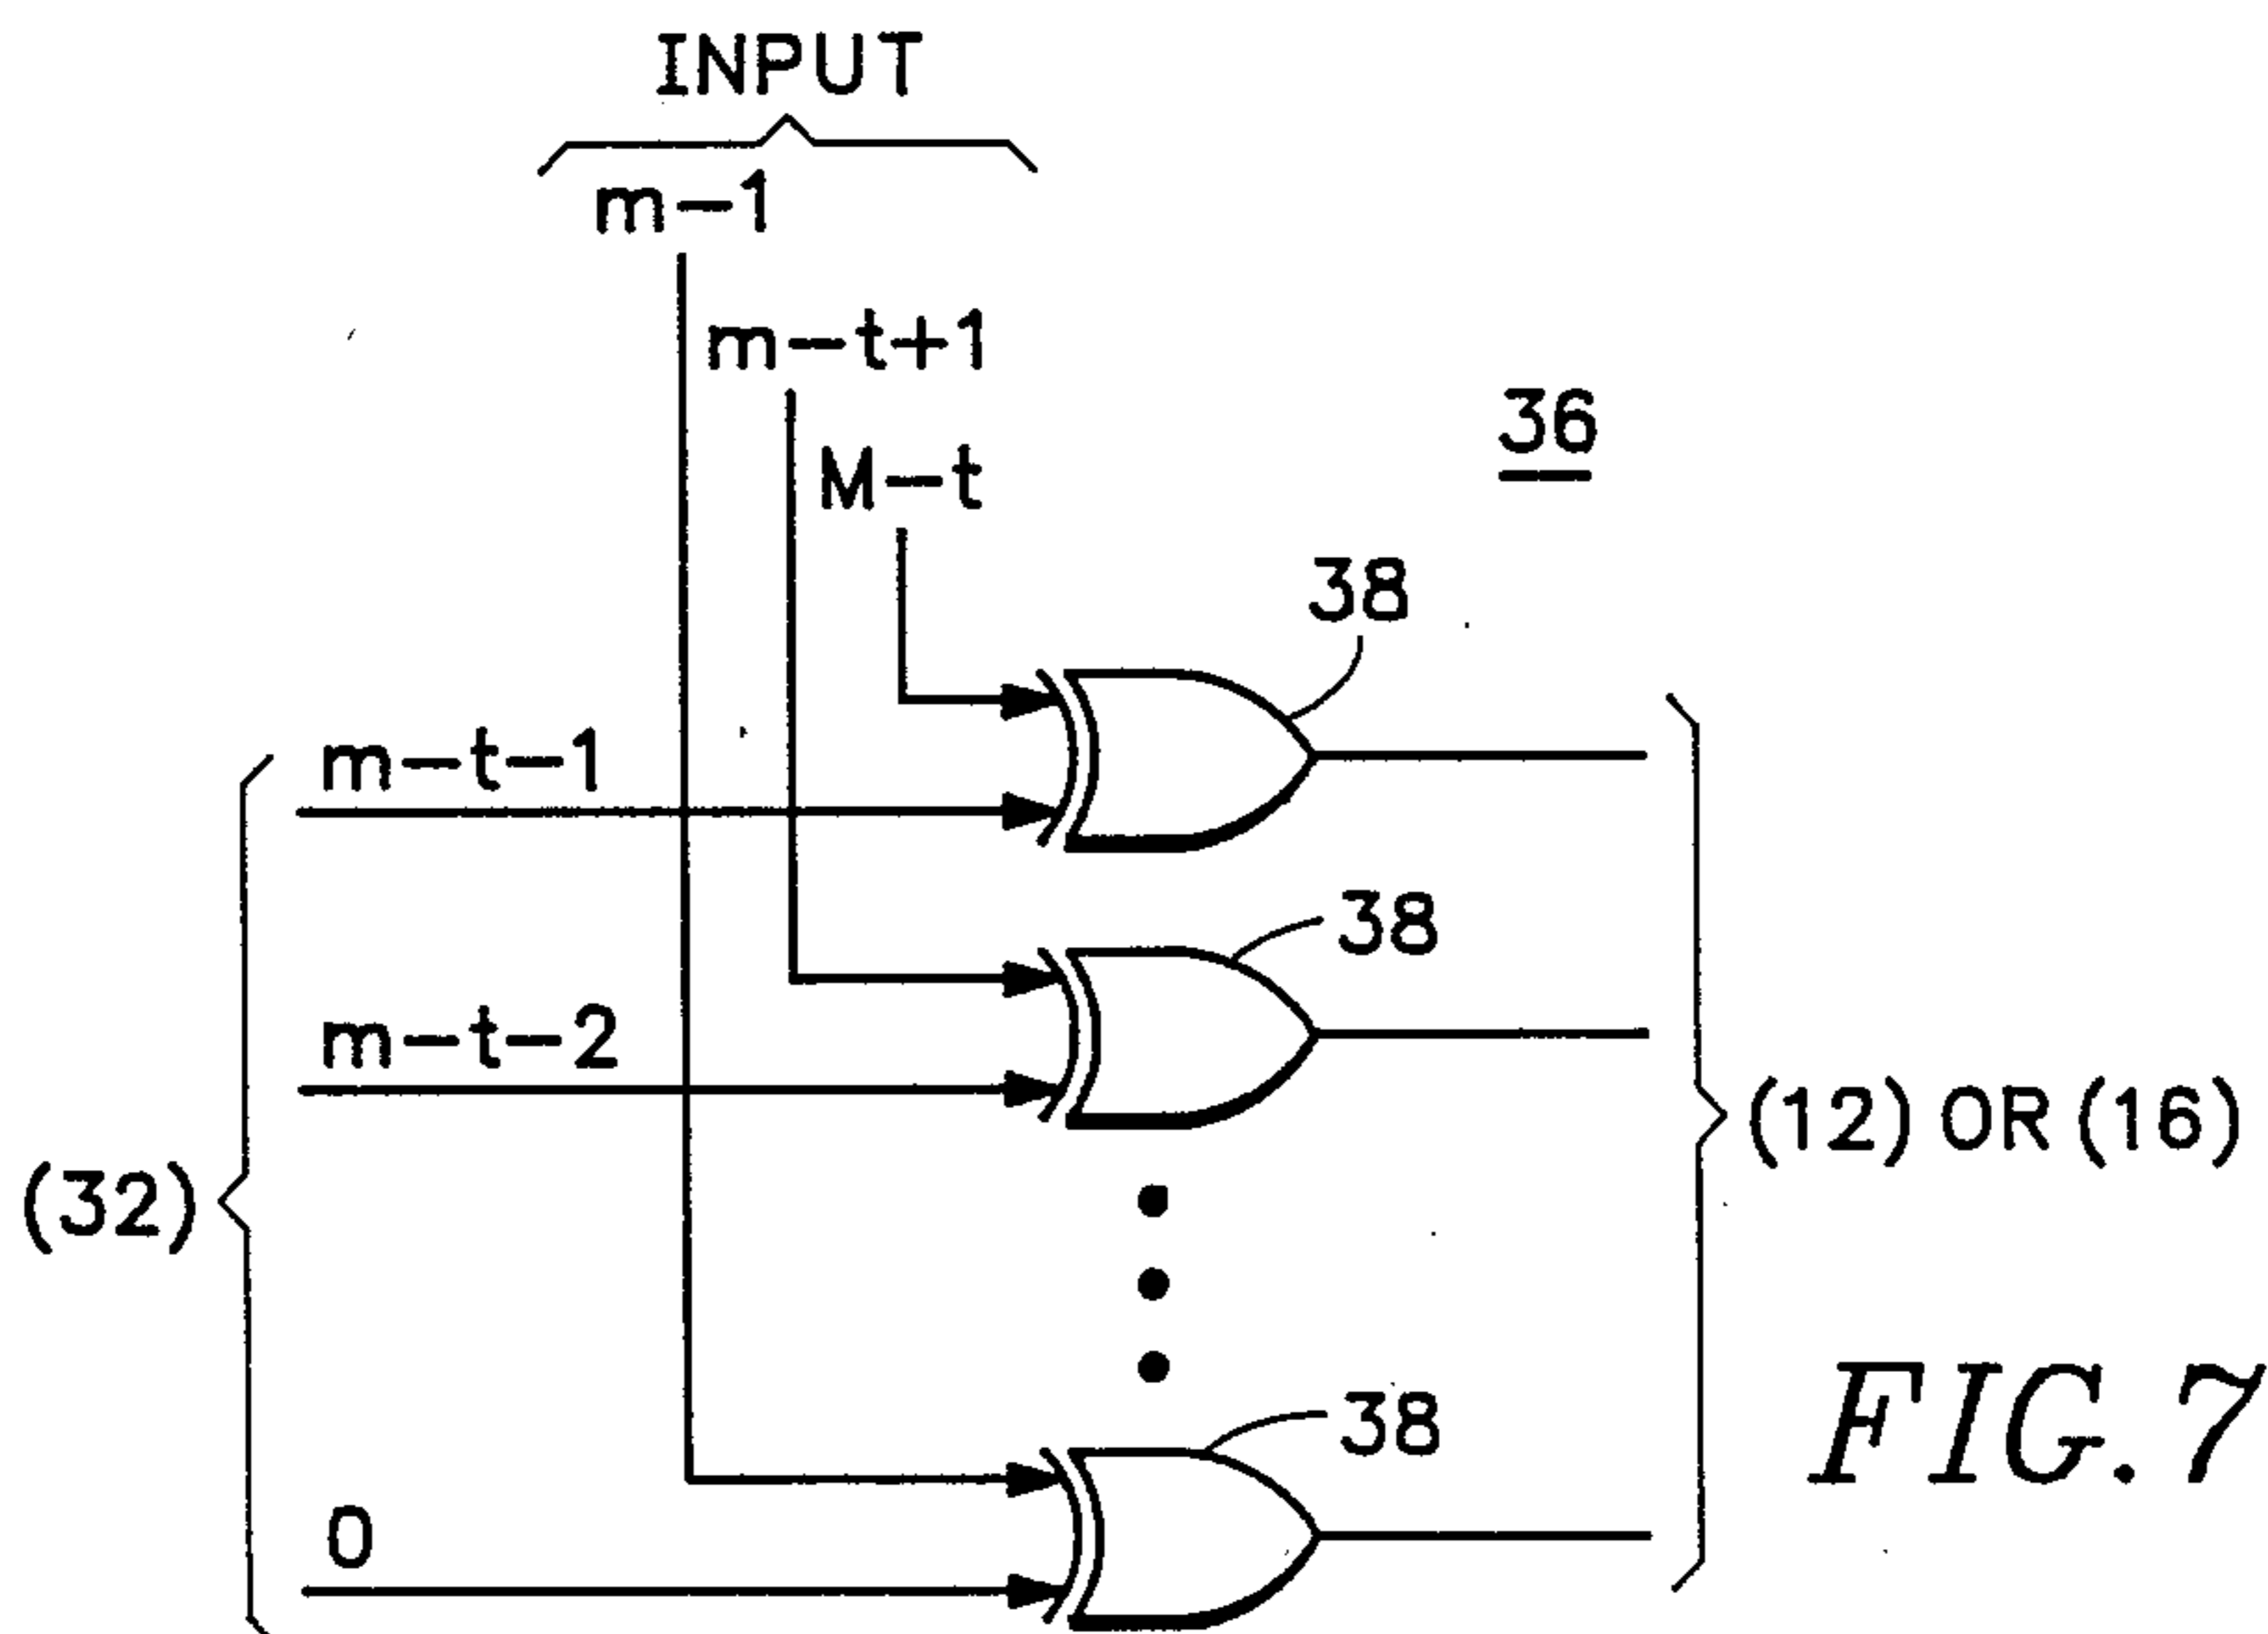 INPUT
m-1
m-t+1
M-t
36
38
m-t-1
38
m-t-2
(32)
(12) OR (16)
38
0
FIG. 7